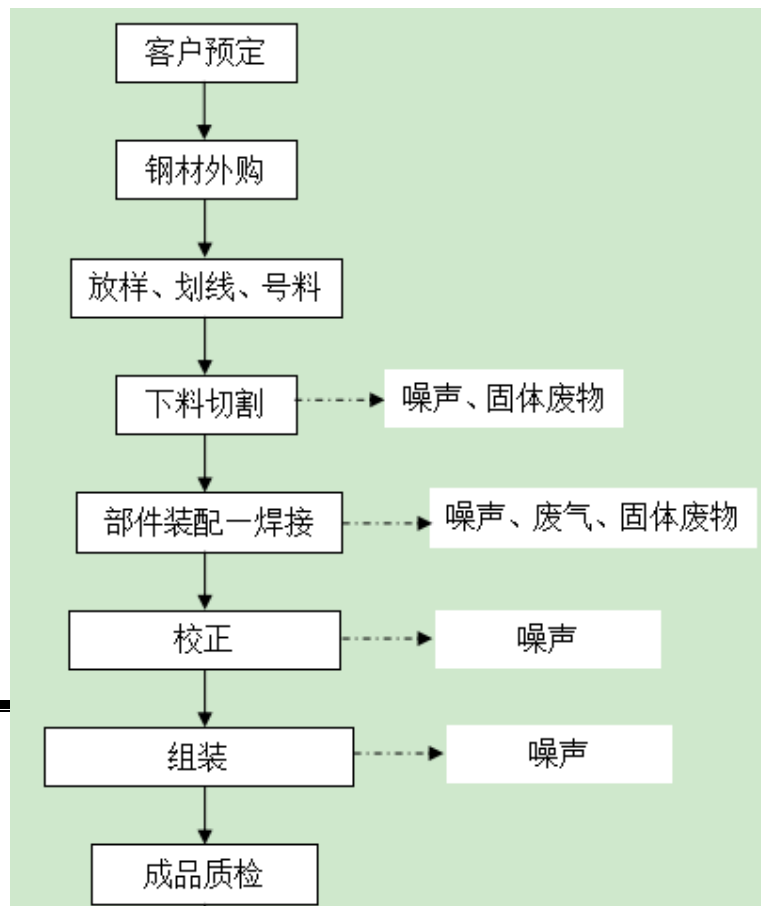 客户预定
钢材外购
放样、划线、号料
下料切割
噪声、固体废物
部件装配—焊接
噪声、废气、固体废物
校正
噪声
组装
噪声
成品质检